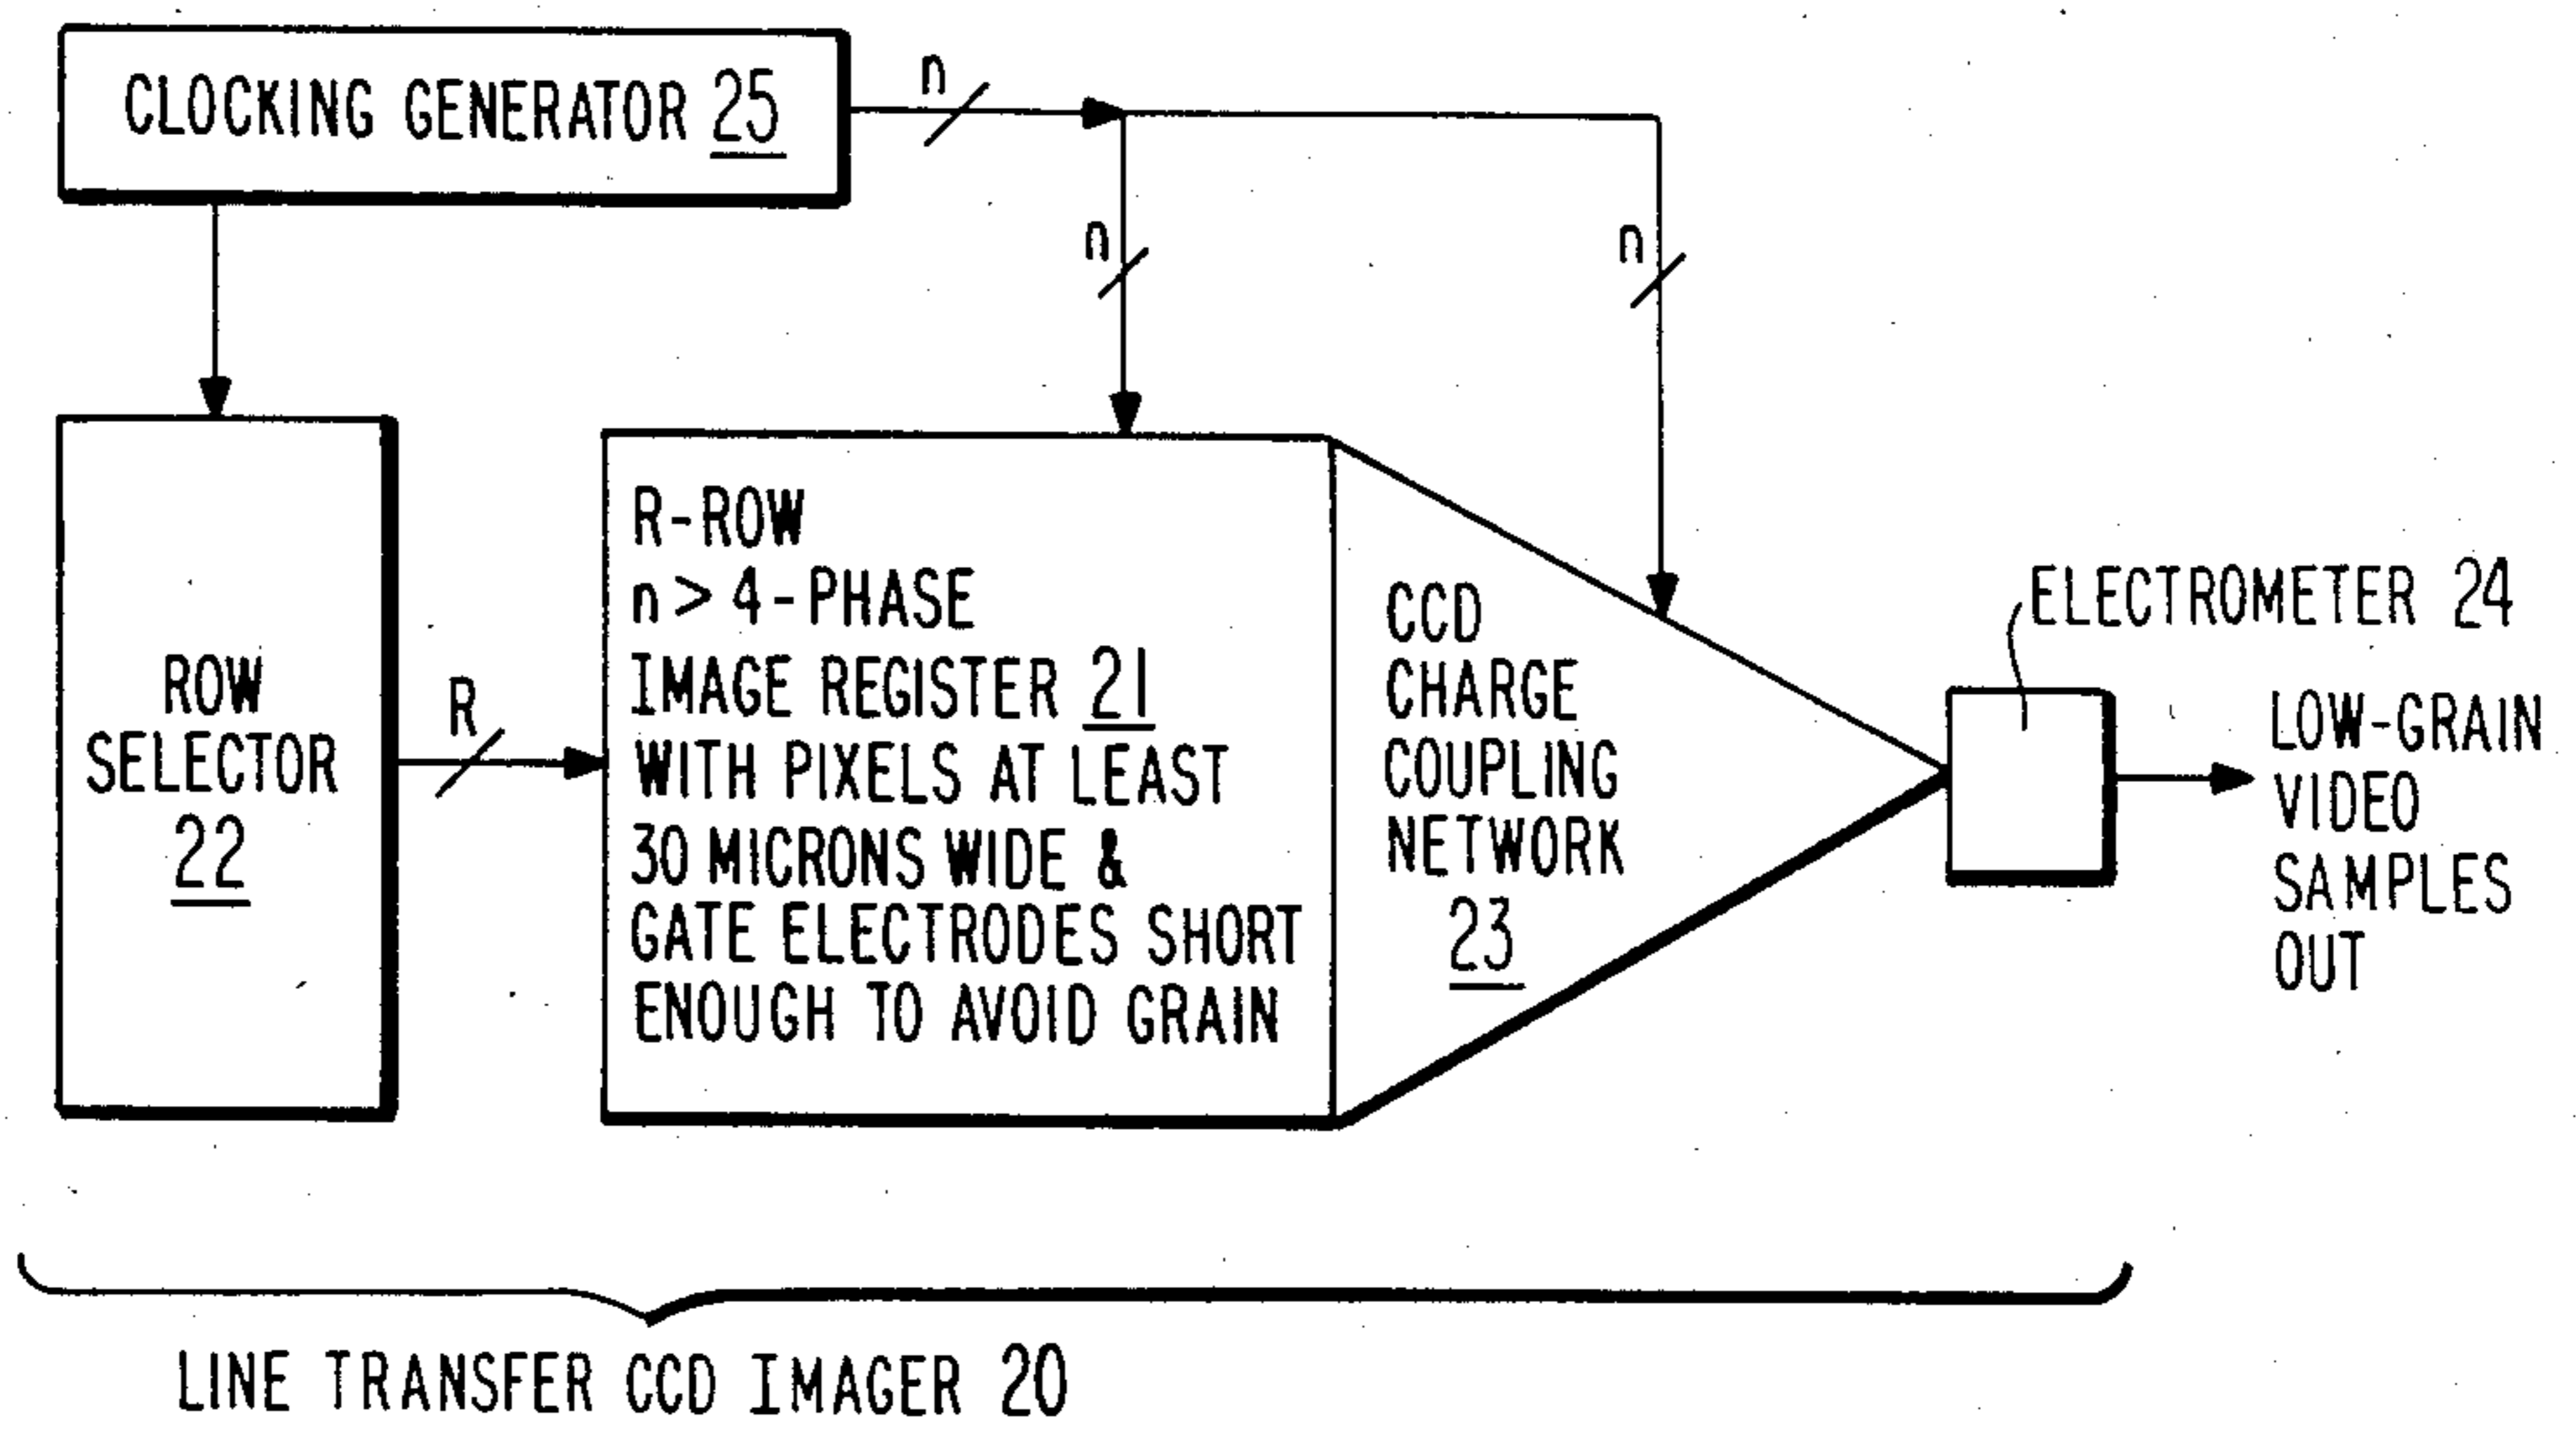 CLOCKING GENERATOR 25
n
n
n
ROW
SELECTOR
22
R
R-ROW
n > 4-PHASE
IMAGE REGISTER 21
WITH PIXELS AT LEAST
30 MICRONS WIDE &
GATE ELECTRODES SHORT
ENOUGH TO AVOID GRAIN
CCD
CHARGE
COUPLING
NETWORK
23
ELECTROMETER 24
LOW-GRAIN
VIDEO
SAMPLES
OUT
LINE TRANSFER CCD IMAGER 20